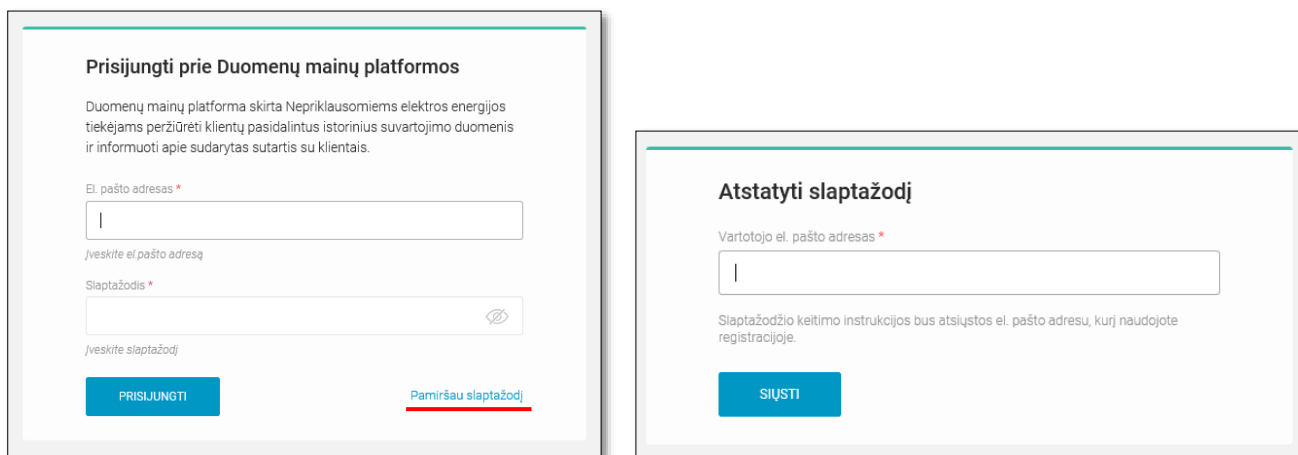 Prisijungti prie Duomenų mainų platformos
Duomenų mainų platforma skirta Nepriklausomiems elektros energijos
tiekėjams peržiūrėti klientų pasidalintus istorinius suvartojimo duomenis
ir informuoti apie sudarytas sutartis su klientais.
El. pašto adresas *
Įveskite el.pašto adresą
Slaptažodis *
Įveskite slaptažodį
PRISIJUNGTI
Pamiršau slaptažodį
Atstatyti slaptažodį
Vartotojo el. pašto adresas *
Slaptažodžio keitimo instrukcijos bus atsiųstos el. pašto adresu, kurį naudojote
registracijoje.
SIŲSTI